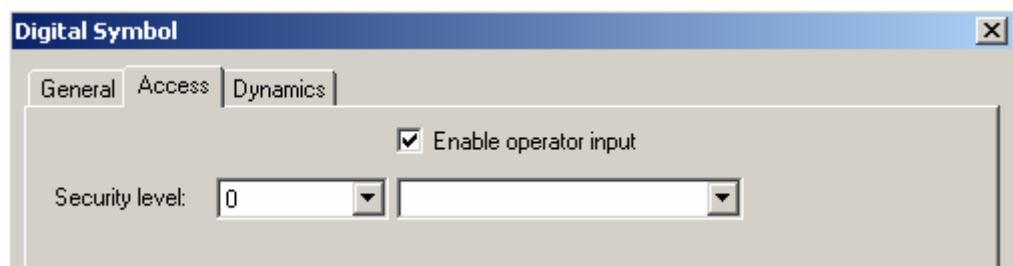 Digital Symbol
General Access Dynamics
Enable operator input
Security level: 0